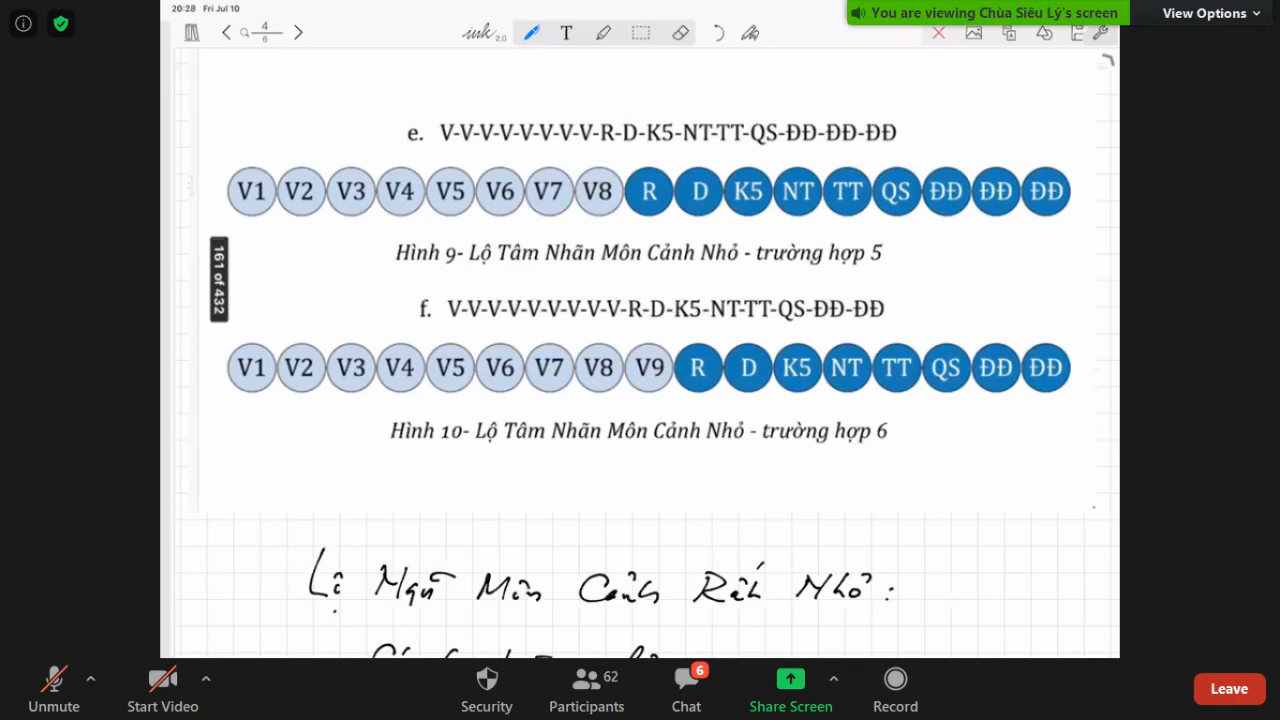 20:28 Fri Jul 10
You are viewing Chùa Siêu Lý's screen
View Options
4
6
ink 2.0
T
e. V-V-V-V-V-V-V-V-R-D-K5-NT-TT-QS-ĐĐ-ĐĐ-ĐĐ
V1 V2 V3 V4 V5 V6 V7 V8 R D K5 NT TT QS ĐĐ ĐĐ ĐĐ
Hình 9- Lộ Tâm Nhãn Môn Cảnh Nhỏ - trường hợp 5
161 of 432
f. V-V-V-V-V-V-V-V-V-R-D-K5-NT-TT-QS-ĐĐ-ĐĐ
V1 V2 V3 V4 V5 V6 V7 V8 V9 R D K5 NT TT QS ĐĐ ĐĐ
Hình 10- Lộ Tâm Nhãn Môn Cảnh Nhỏ - trường hợp 6
Lộ Ngũ Môn Cảnh Rất Nhỏ:
62
6
Unmute
Start Video
Security
Participants
Chat
Share Screen
Record
Leave